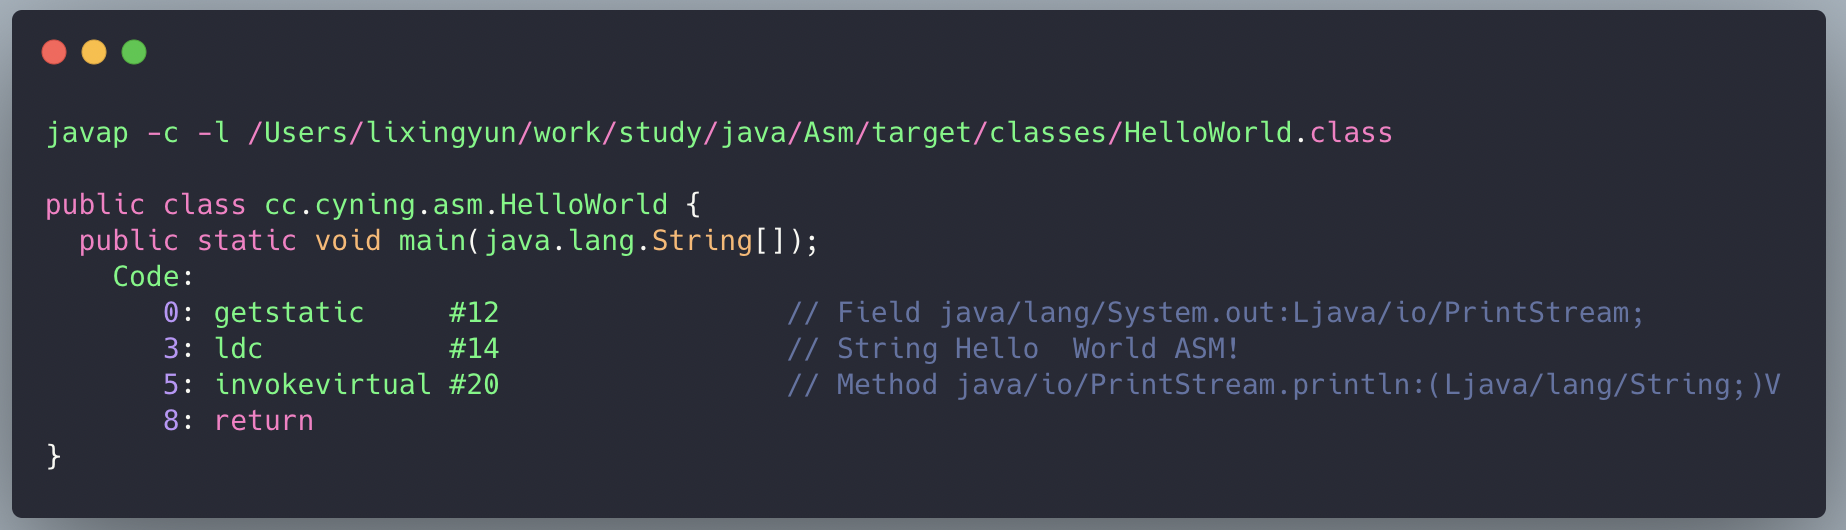 javap -c -l /Users/lixingyun/work/study/java/Asm/target/classes/HelloWorld.class

public class cc.cyning.asm.HelloWorld {
  public static void main(java.lang.String[]);
    Code:
       0: getstatic     #12                 // Field java/lang/System.out:Ljava/io/PrintStream;
       3: ldc           #14                 // String Hello  World ASM!
       5: invokevirtual #20                 // Method java/io/PrintStream.println:(Ljava/lang/String;)V
       8: return
}